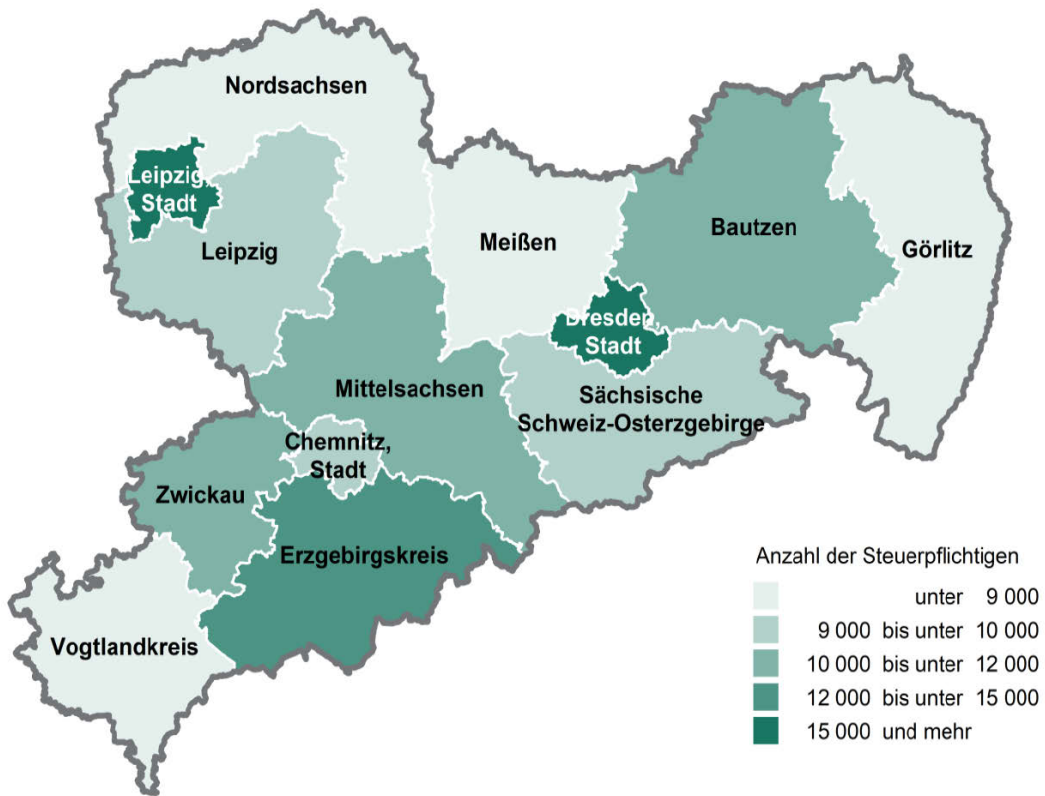 Nordsachsen
Leipzig,
Stadt
Leipzig
Meißen
Bautzen
Görlitz
Dresden,
Stadt
Mittelsachsen
Sächsische
Schweiz-Osterzgebirge
Chemnitz,
Stadt
Zwickau
Erzgebirgskreis
Vogtlandkreis
Anzahl der Steuerpflichtigen
unter 9 000
9 000 bis unter 10 000
10 000 bis unter 12 000
12 000 bis unter 15 000
15 000 und mehr